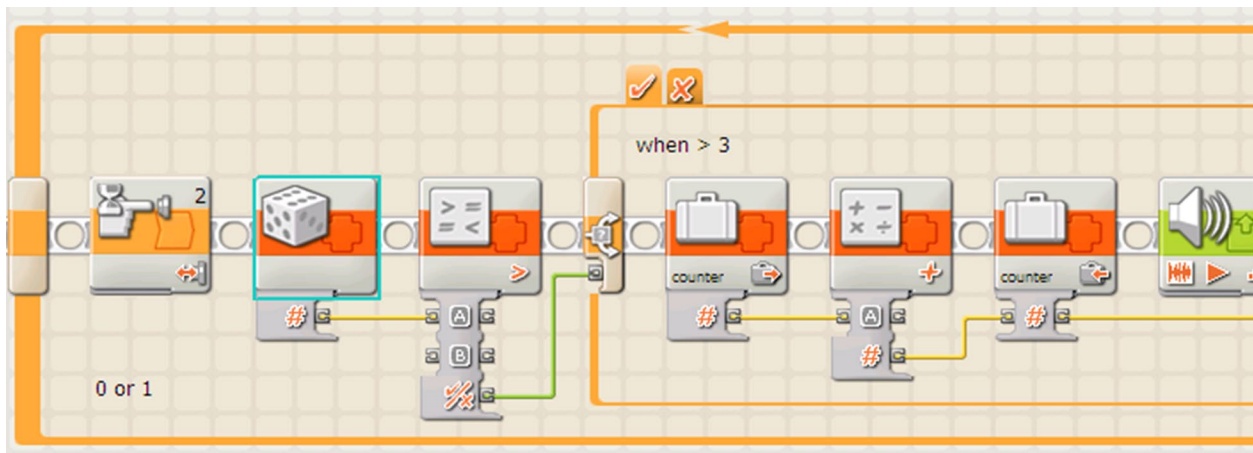 when > 3
2
> =
= <
+ -
× ÷
counter
>
+
counter
#
A
#
A
#
B
#
0 or 1